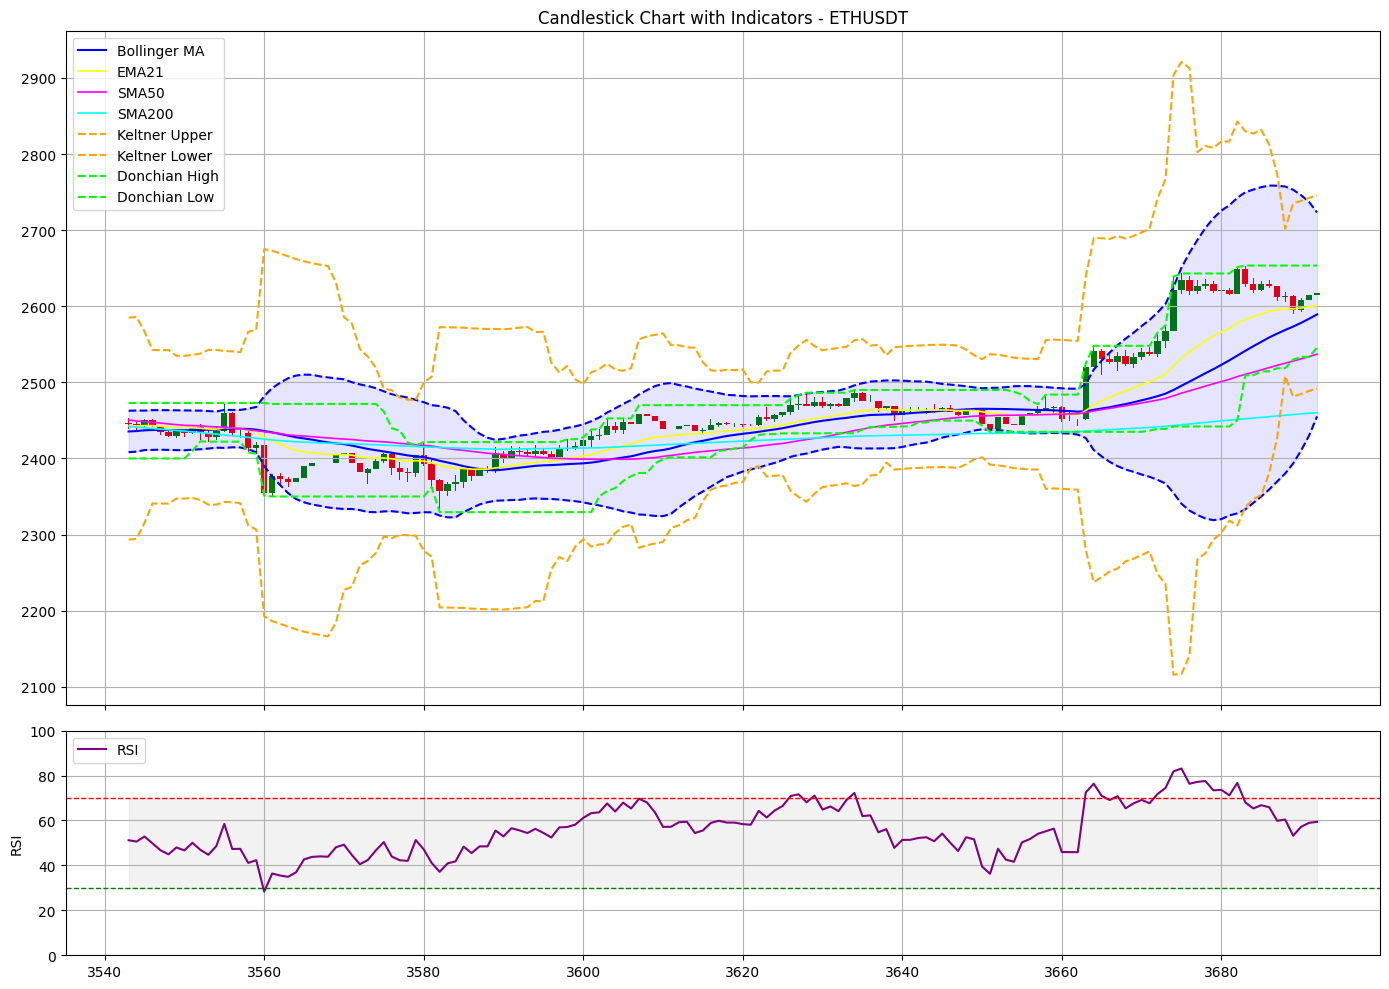 Candlestick Chart with Indicators - ETHUSDT
Bollinger MA
EMA21
SMA50
SMA200
Keltner Upper
Keltner Lower
Donchian High
Donchian Low
2900
2800
2700
2600
2500
2400
2300
2200
2100
RSI
100
80
60
40
20
0
RSI
3540 3560 3580 3600 3620 3640 3660 3680